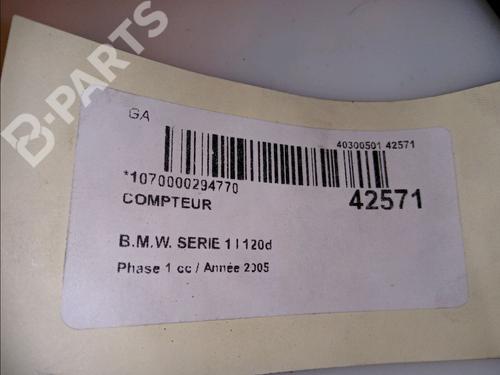 B-PARTS
GA
40300501 42571
*1070000294770
42571
COMPTEUR
B.M.W. SERIE 1 I 120d
Phase 1 cc / Année 2005